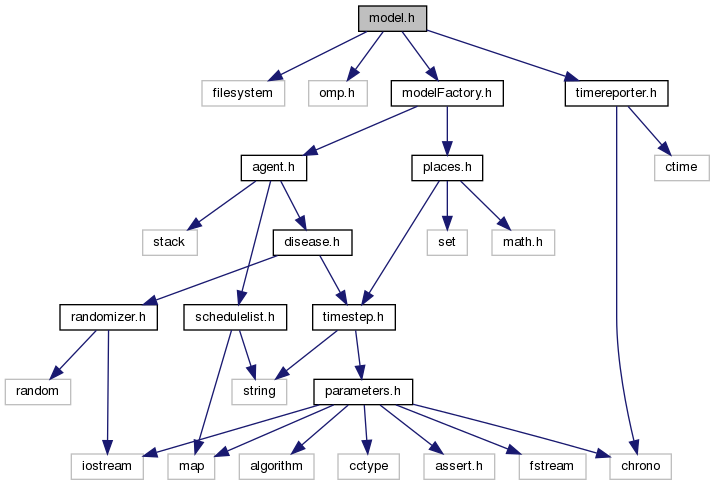 model.h
filesystem
omp.h
modelFactory.h
timereporter.h
agent.h
places.h
ctime
stack
disease.h
set
math.h
randomizer.h
schedulelist.h
timestep.h
random
string
parameters.h
iostream
map
algorithm
cctype
assert.h
fstream
chrono